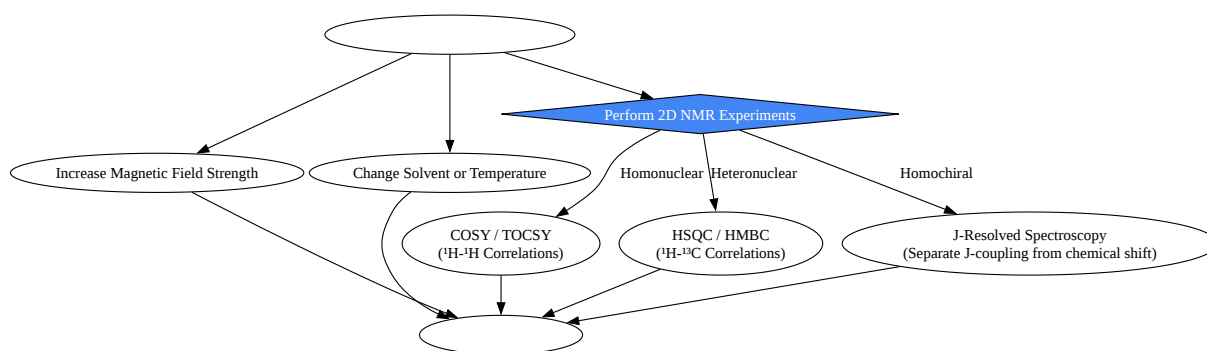 Perform 2D NMR Experiments
Increase Magnetic Field Strength
Change Solvent or Temperature
Homonuclear
Heteronuclear
Homochiral
COSY / TOCSY
(¹H-¹H Correlations)
HSQC / HMBC
(¹H-¹³C Correlations)
J-Resolved Spectroscopy
(Separate J-coupling from chemical shift)